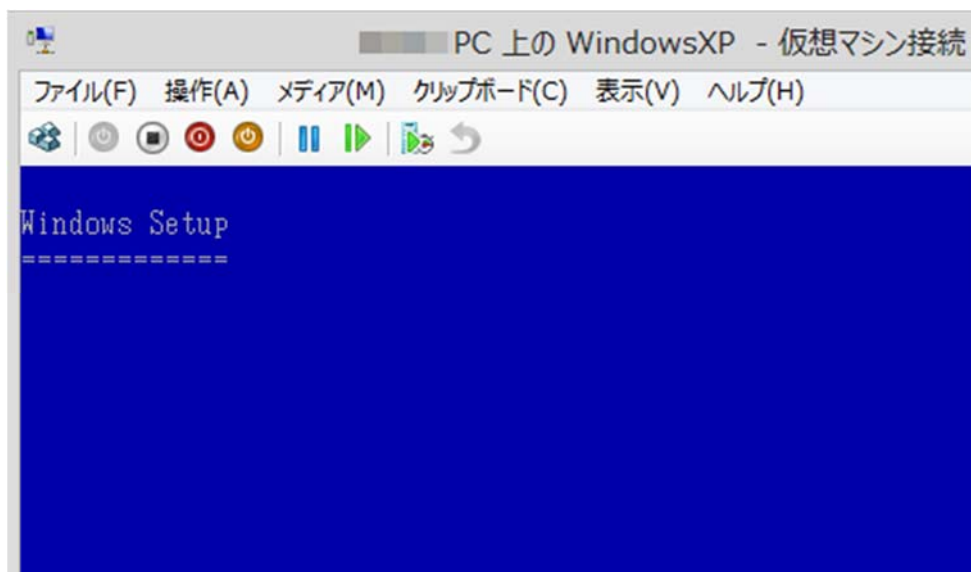 PC 上の WindowsXP - 仮想マシン接続
ファイル(F) 操作(A) メディア(M) クリップボード(C) 表示(V) ヘルプ(H)
Windows Setup
=============